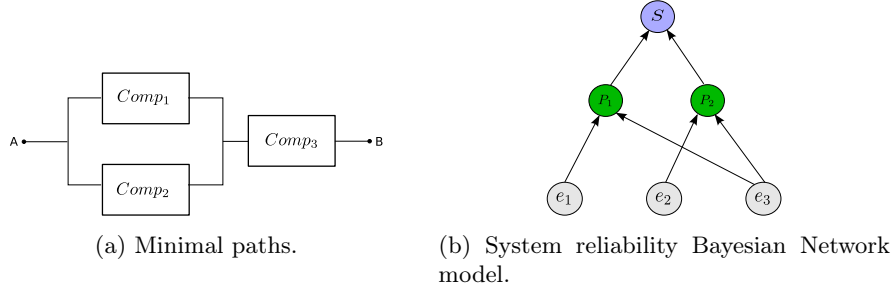 A
Comp₁
Comp₂
Comp₃
B
(a) Minimal paths.
S
P₁ P₂
e₁ e₂ e₃
(b) System reliability Bayesian Network
model.